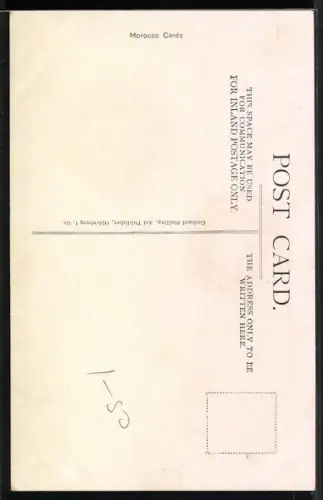 Morocco Cards
POST CARD.
THIS SPACE MAY BE USED
FOR COMMUNICATION
FOR INLAND POSTAGE ONLY.
THE ADDRESS ONLY TO BE
WRITTEN HERE.
Gerhard Stalling, Art Publisher, Oldenburg i. Gr.